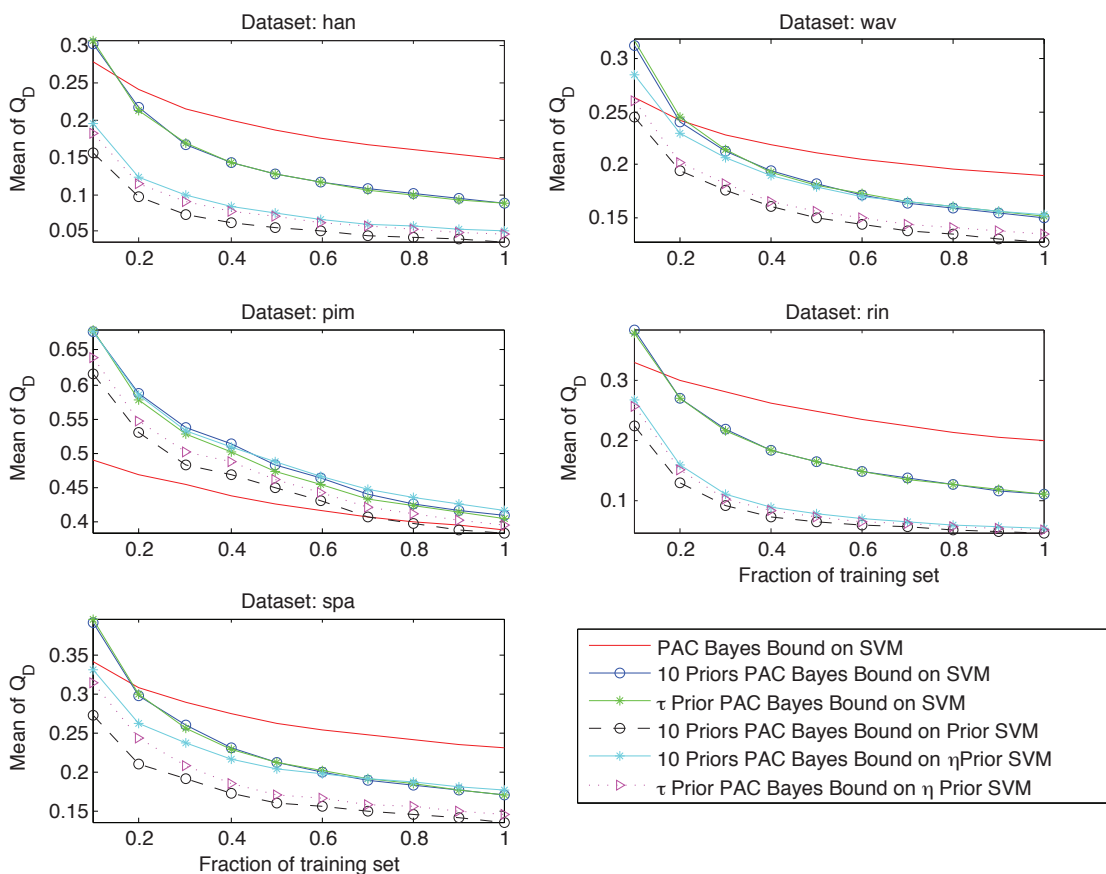 Dataset: han
Mean of Q_D
0.3
0.25
0.2
0.15
0.1
0.05
0.2
0.4
0.6
0.8
1
Dataset: wav
Mean of Q_D
0.3
0.25
0.2
0.15
0.2
0.4
0.6
0.8
1
Dataset: pim
Mean of Q_D
0.65
0.6
0.55
0.5
0.45
0.4
0.2
0.4
0.6
0.8
1
Dataset: rin
Mean of Q_D
0.3
0.2
0.1
0.2
0.4
0.6
0.8
1
Fraction of training set
Dataset: spa
Mean of Q_D
0.35
0.3
0.25
0.2
0.15
0.2
0.4
0.6
0.8
1
Fraction of training set
PAC Bayes Bound on SVM
10 Priors PAC Bayes Bound on SVM
τ Prior PAC Bayes Bound on SVM
10 Priors PAC Bayes Bound on Prior SVM
10 Priors PAC Bayes Bound on ηPrior SVM
τ Prior PAC Bayes Bound on η Prior SVM